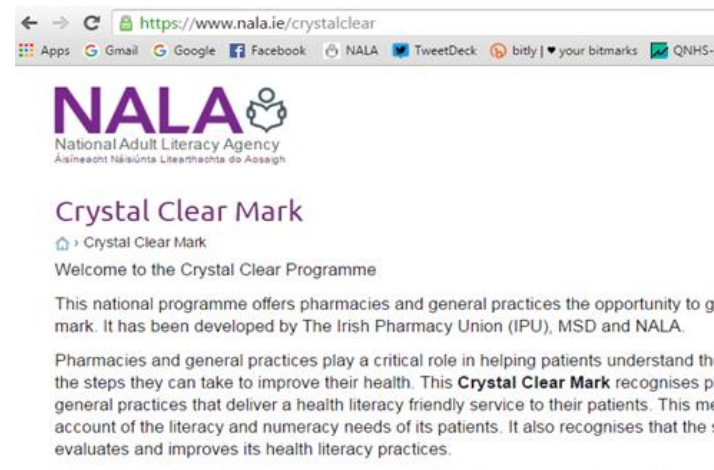 https://www.nala.ie/crystalclear
Apps Gmail Google Facebook NALA TweetDeck bitly | ♥ your bitmarks QNHS-
NALA
National Adult Literacy Agency
Áisíneacht Náisiúnta Litearthachta do Aosaigh
Crystal Clear Mark
› Crystal Clear Mark
Welcome to the Crystal Clear Programme
This national programme offers pharmacies and general practices the opportunity to g
mark. It has been developed by The Irish Pharmacy Union (IPU), MSD and NALA.
Pharmacies and general practices play a critical role in helping patients understand th
the steps they can take to improve their health. This Crystal Clear Mark recognises p
general practices that deliver a health literacy friendly service to their patients. This me
account of the literacy and numeracy needs of its patients. It also recognises that the s
evaluates and improves its health literacy practices.